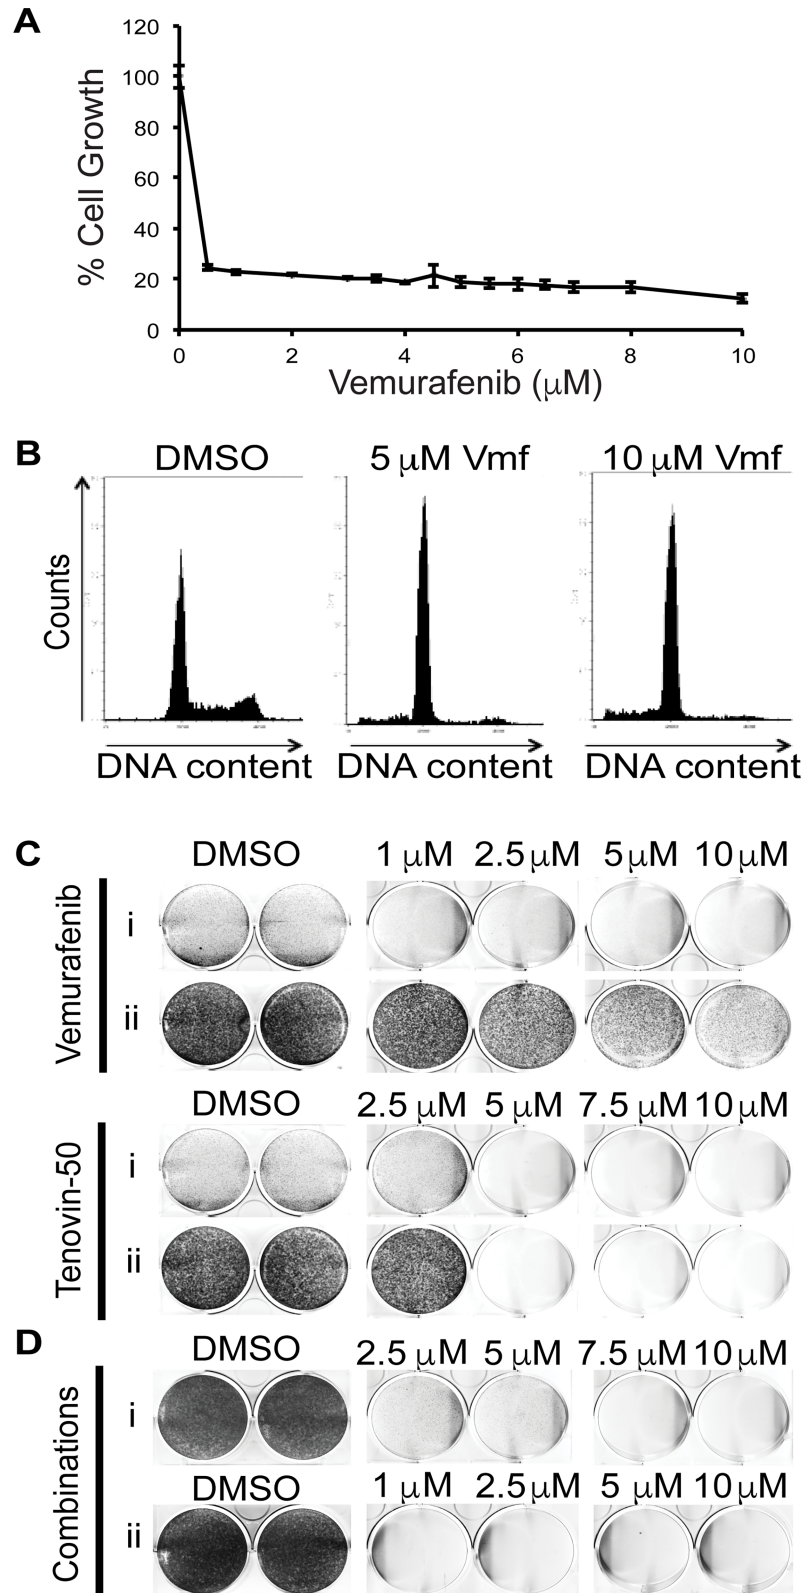 A
% Cell Growth
120
100
80
60
40
20
0
0 2 4 6 8 10
Vemurafenib (μM)
B
DMSO 5 μM Vmf 10 μM Vmf
Counts
DNA content DNA content DNA content
C
DMSO 1 μM 2.5 μM 5 μM 10 μM
Vemurafenib
i
ii
DMSO 2.5 μM 5 μM 7.5 μM 10 μM
Tenovin-50
i
ii
D
DMSO 2.5 μM 5 μM 7.5 μM 10 μM
Combinations
i
DMSO 1 μM 2.5 μM 5 μM 10 μM
ii